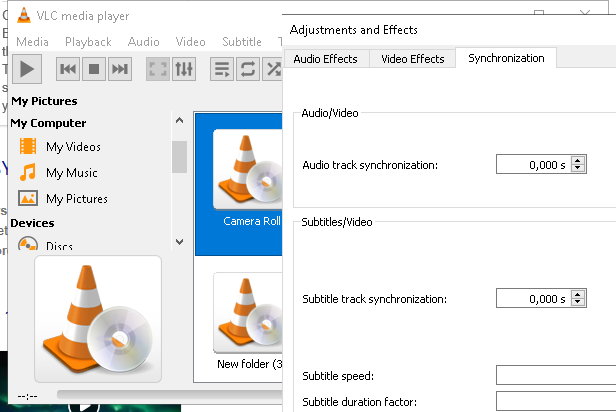 VLC media player
Media Playback Audio Video Subtitle T
My Pictures
My Computer
My Videos
My Music
My Pictures
Devices
Discs
Camera Roll
New folder (3
--:--
Adjustments and Effects
Audio Effects Video Effects Synchronization
Audio/Video
Audio track synchronization: 0,000 s
Subtitles/Video
Subtitle track synchronization: 0,000 s
Subtitle speed:
Subtitle duration factor: